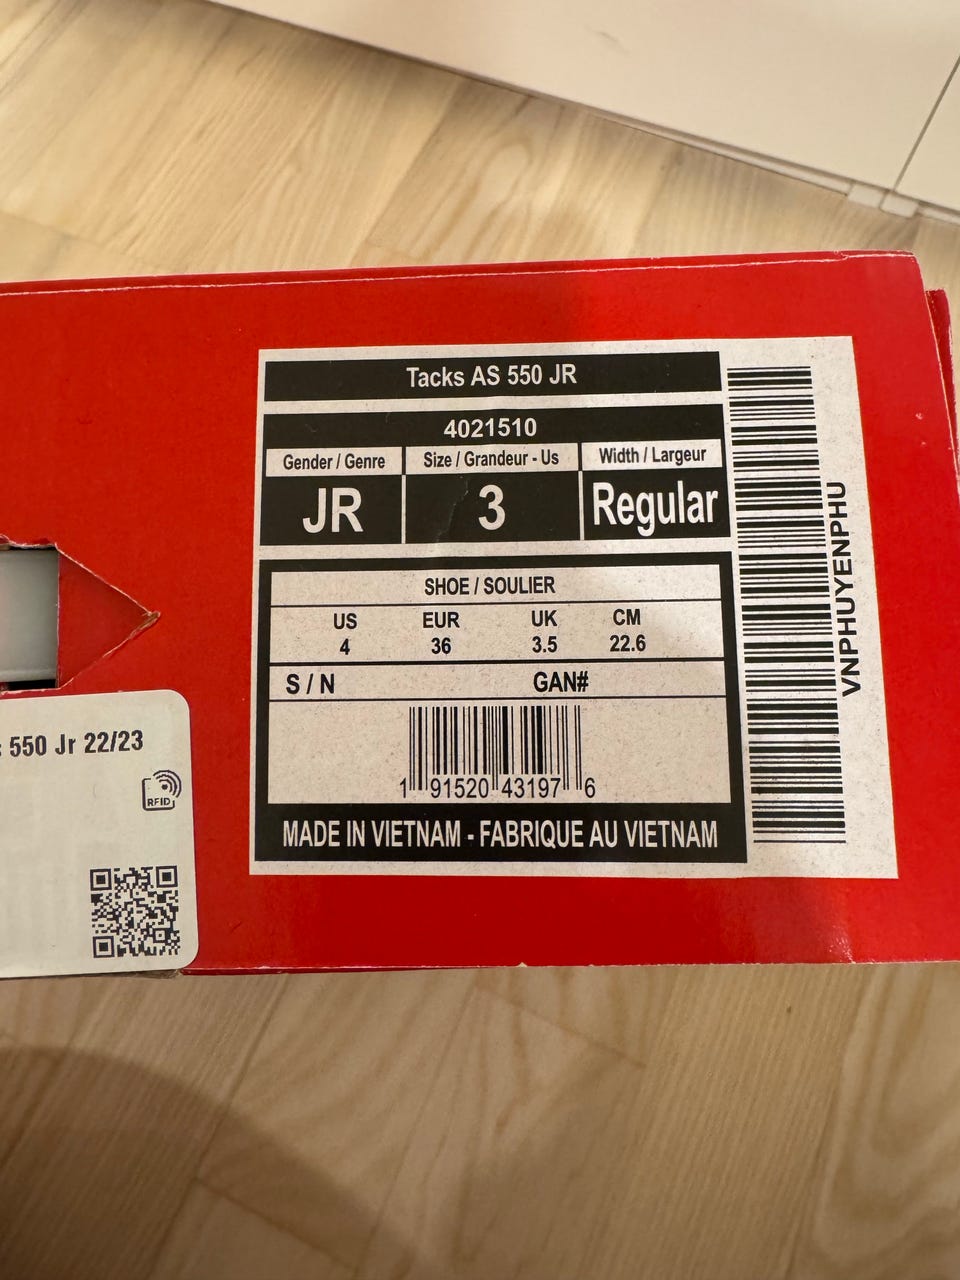 Tacks AS 550 JR
4021510
Gender / Genre Size / Grandeur - Us Width / Largeur
JR 3 Regular
SHOE / SOULIER
US EUR UK CM
4 36 3.5 22.6
S / N GAN#
1 91520 43197 6
MADE IN VIETNAM - FABRIQUE AU VIETNAM
VNPHUYENPHU
550 Jr 22/23
RFID